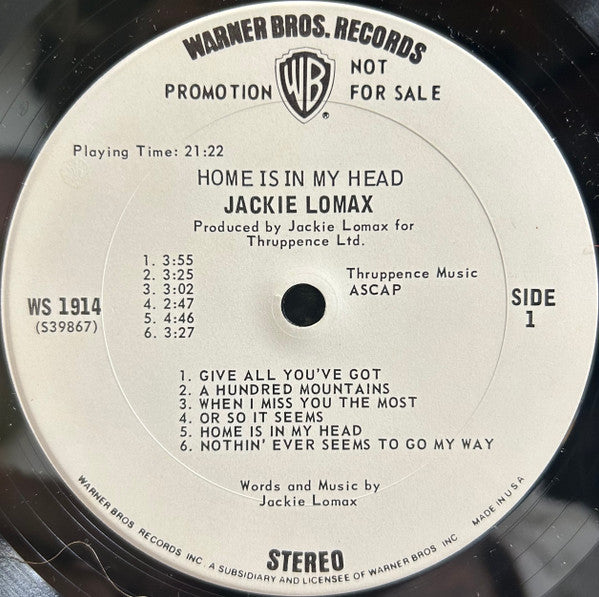 WARNER BROS. RECORDS
PROMOTION WB NOT FOR SALE
®
Playing Time: 21:22
HOME IS IN MY HEAD
JACKIE LOMAX
Produced by Jackie Lomax for
Thruppence Ltd.
1. 3:55
2. 3:25
3. 3:02
4. 2:47
5. 4:46
6. 3:27
Thruppence Music
ASCAP
WS 1914
(S39867)
SIDE
1
1. GIVE ALL YOU'VE GOT
2. A HUNDRED MOUNTAINS
3. WHEN I MISS YOU THE MOST
4. OR SO IT SEEMS
5. HOME IS IN MY HEAD
6. NOTHIN' EVER SEEMS TO GO MY WAY
Words and Music by
Jackie Lomax
STEREO
WARNER BROS RECORDS INC. A SUBSIDIARY AND LICENSEE OF WARNER BROS INC MADE IN U S A